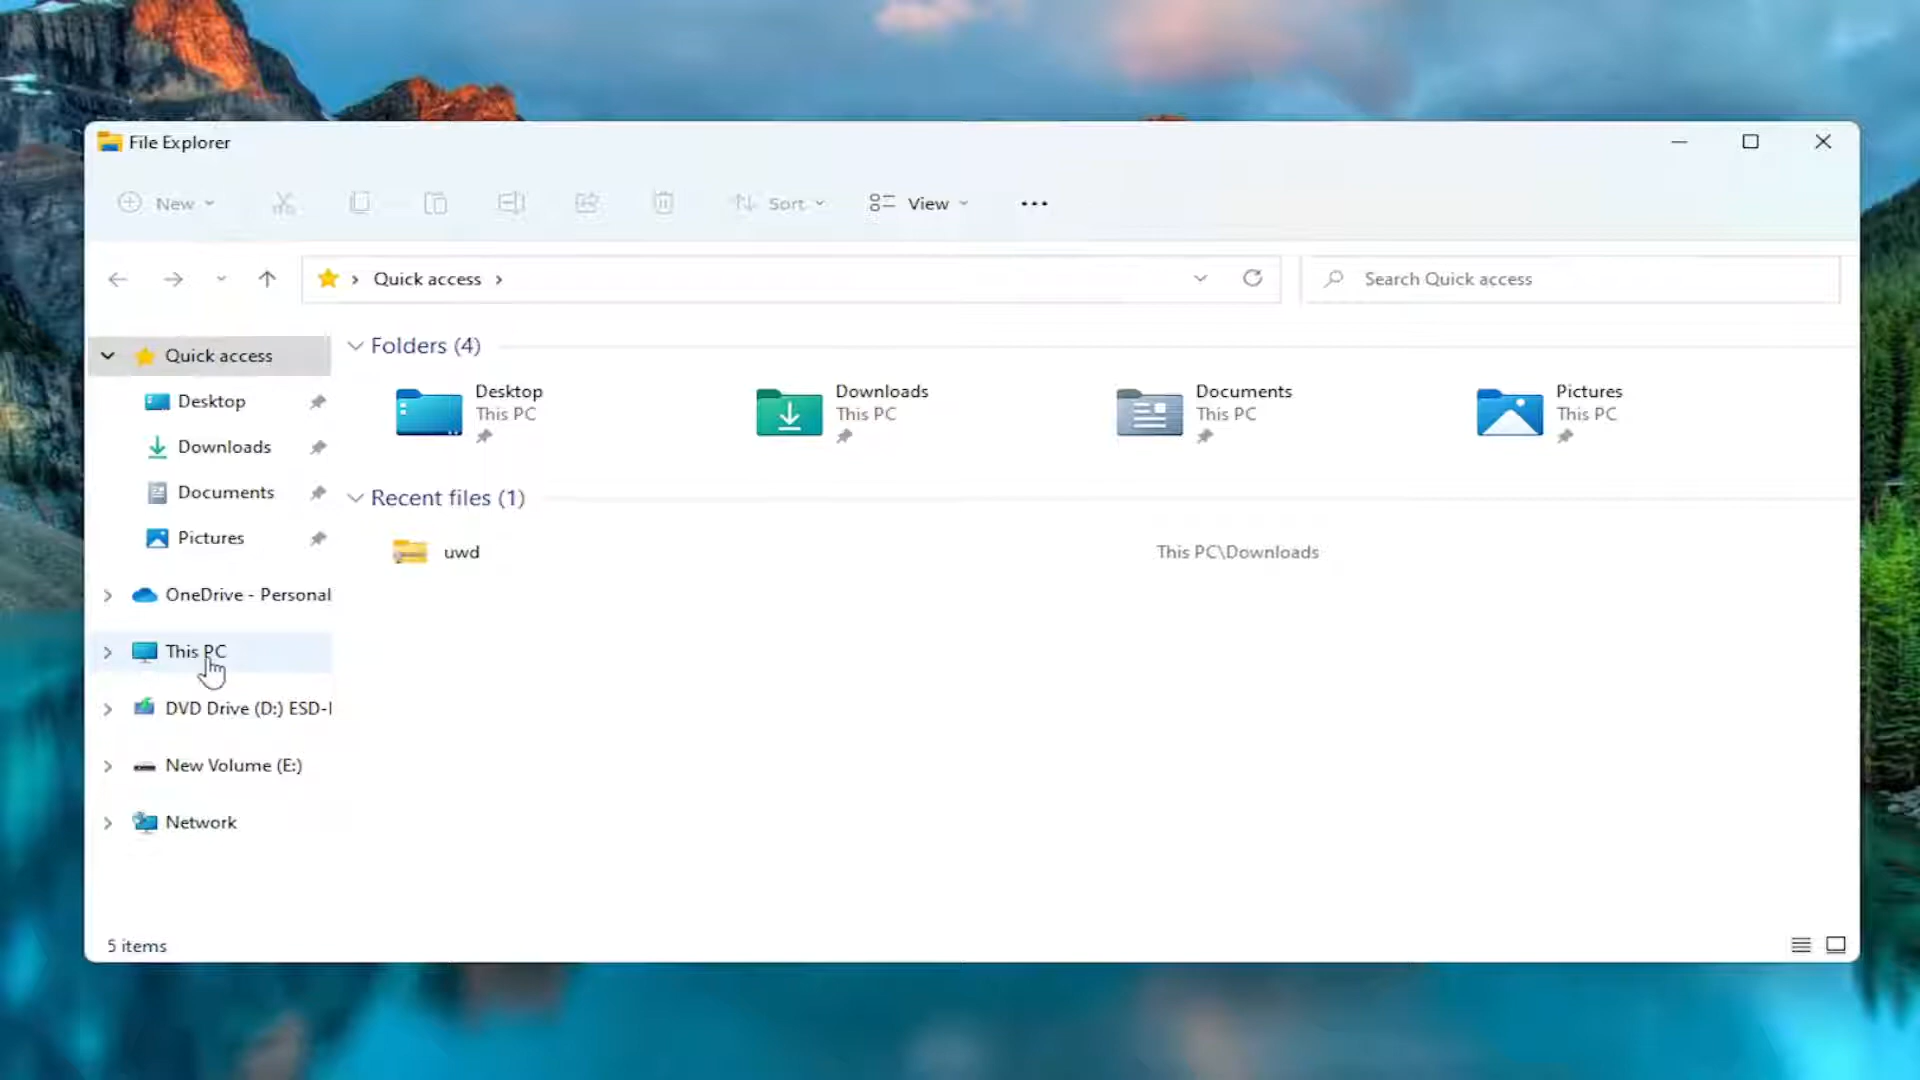 File Explorer
New
Sort
View
Quick access
Search Quick access
Quick access
Desktop
Downloads
Documents
Pictures
OneDrive - Personal
This PC
DVD Drive (D:) ESD-I
New Volume (E:)
Network
Folders (4)
Desktop
This PC
Downloads
This PC
Documents
This PC
Pictures
This PC
Recent files (1)
uwd
This PC\Downloads
5 items